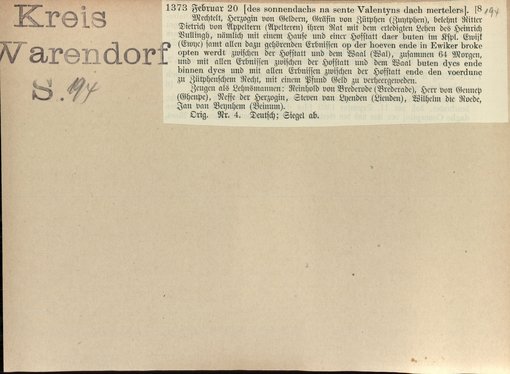 Kreis
Warendorf
S. 194
1373 Februar 20 [des sonnendachs na sente Valentyns dach mertelers]. [8 194
Mechtelt, Herzogin von Geldern, Gräfin von Zütphen (Zuytphen), belehnt Ritter
Dietrich von Appeltern (Apelteren) ihren Rat mit dem erledigten Lehen des Heinrich
Bullingh, nämlich mit einem Hause und einer Hofstatt daer buten im Kspl. Ewijk
(Ewyc) samt allen dazu gehörenden Erbnissen op der hoeven ende in Ewiker broke
opten werdt zwischen der Hofstatt und dem Waal (Wal), zusammen 64 Morgen,
und mit allen Erbnissen zwischen der Hofstatt und dem Waal buten dycs ende
binnen dycs und mit allen Erbnissen zwischen der Hofstatt ende den voerdune
zu Zütphenschem Recht, mit einem Pfund Geld zu verheergeweden.
Zeugen als Lehnsmannen: Reinhold von Brederode (Brederade), Herr von Gennep
(Ghenpe), Neffe der Herzogin, Steven van Lyenden (Lienden), Wilhelm die Roede,
Jan van Beynhem (Beinum).
Orig. Nr. 4. Deutsch; Siegel ab.